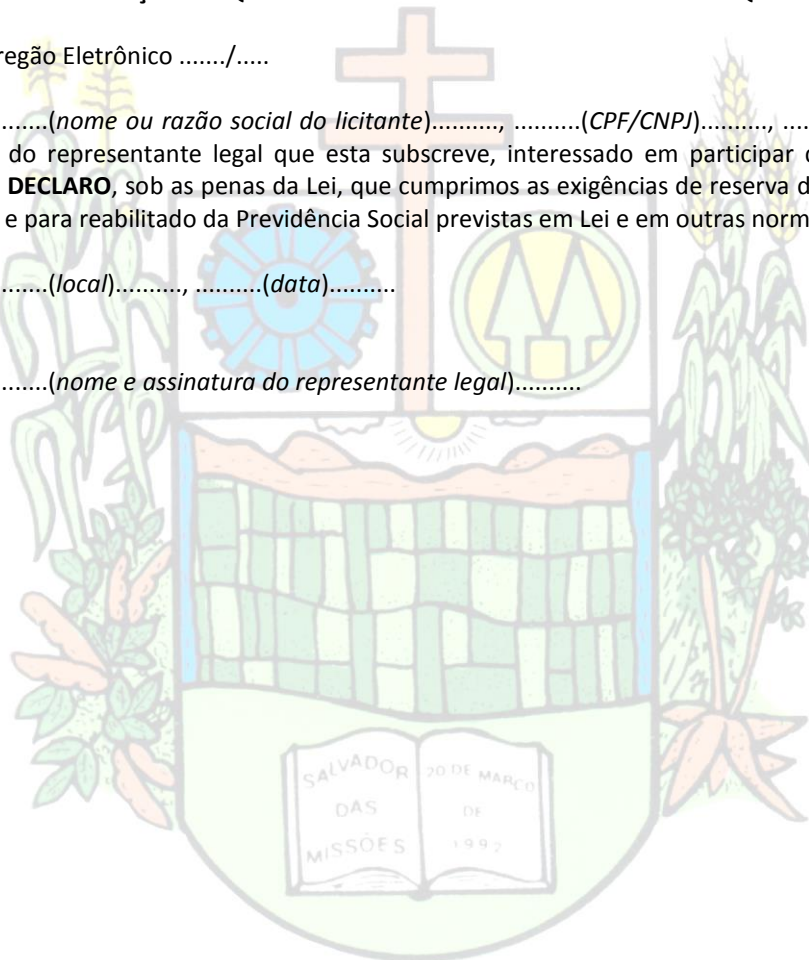 regão Eletrônico ......./.....
.......(nome ou razão social do licitante).........., ..........(CPF/CNPJ).........., ....
do representante legal que esta subscreve, interessado em participar
DECLARO, sob as penas da Lei, que cumprimos as exigências de reserva d
e para reabilitado da Previdência Social previstas em Lei e em outras norm
.......(local).........., ..........(data)..........
.......(nome e assinatura do representante legal)..........
SALVADOR DAS MISSÕES
20 DE MARÇO DE 1992